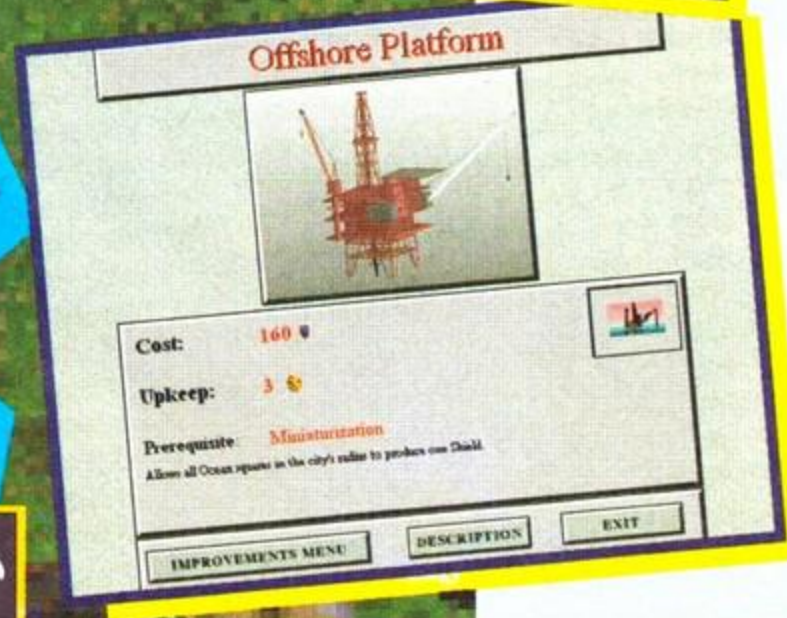 Offshore Platform
Cost: 160
Upkeep: 3
Prerequisite: Miniaturization
Allows all Ocean squares in the city's radius to produce one Shield.
IMPROVEMENTS MENU DESCRIPTION EXIT